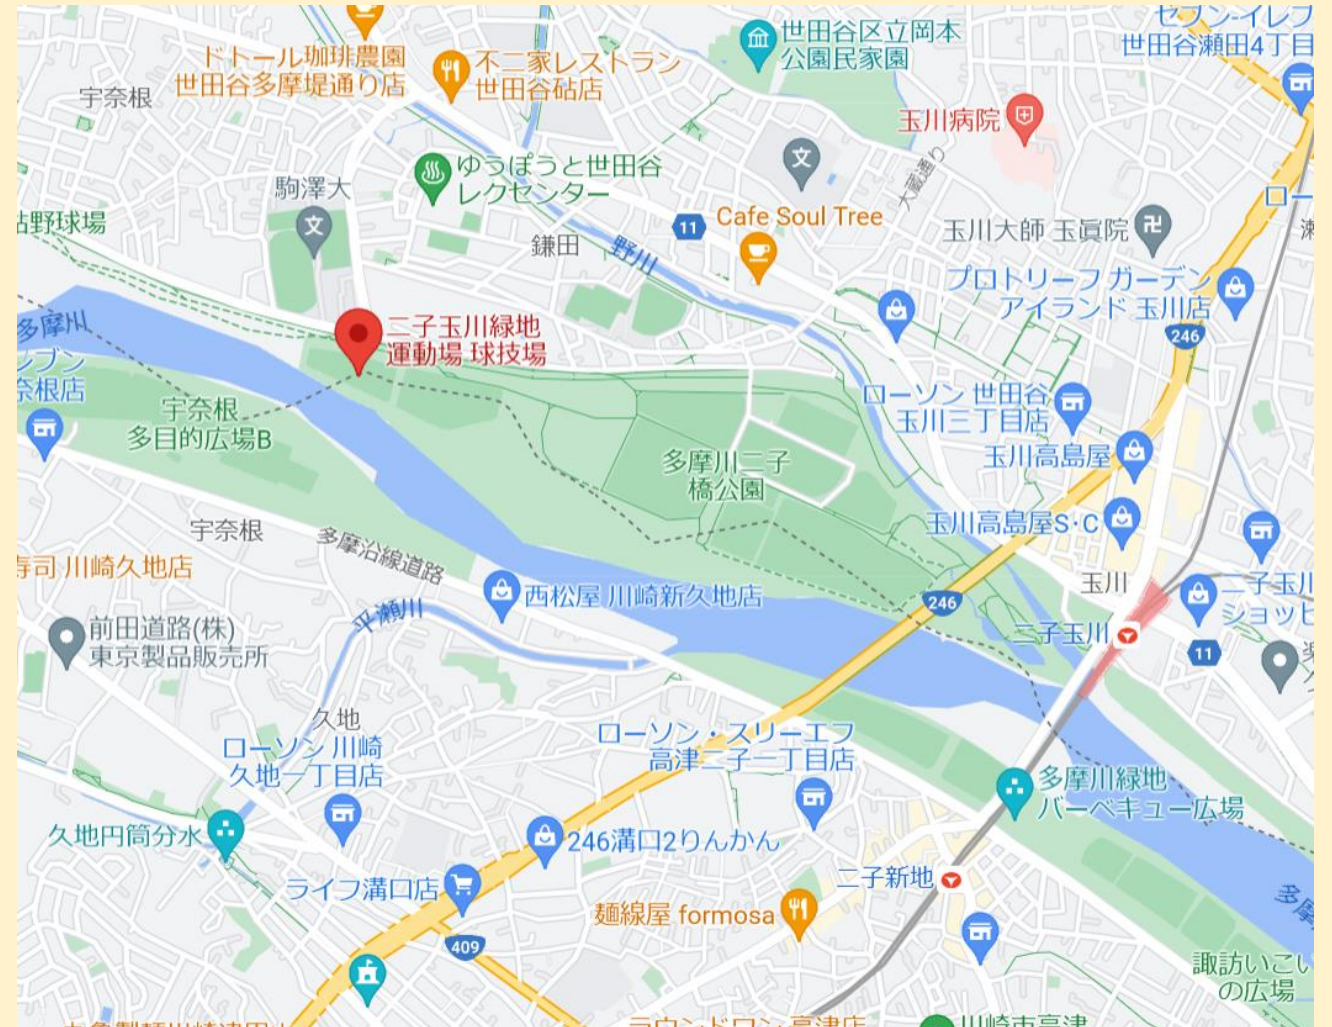 ドトール珈琲農園
世田谷多摩堤通り店
宇奈根
不二家レストラン
世田谷砧店
世田谷区立岡本
公園民家園
世田谷瀬田4丁目
玉川病院
大蔵通り
ゆうぽうと世田谷
レクセンター
駒澤大
砧野球場
11
Cafe Soul Tree
鎌田
野川
玉川大師 玉眞院
プロトリーフ ガーデン
アイランド 玉川店
246
多摩川
二子玉川緑地
運動場 球技場
宇奈根
多目的広場B
ローソン 世田谷
玉川三丁目店
玉川高島屋
多摩川二子
橋公園
玉川高島屋S・C
宇奈根
多摩沿線道路
寿司 川崎久地店
平瀬川
西松屋 川崎新久地店
246
玉川
二子玉川
二子玉川
ショッピ
11
前田道路(株)
東京製品販売所
久地
ローソン 川崎
久地一丁目店
ローソン・スリーエフ
高津二子一丁目店
多摩川緑地
バーベキュー広場
久地円筒分水
246溝口2りんかん
ライフ溝口店
二子新地
麺線屋 formosa
409
諏訪いこい
の広場